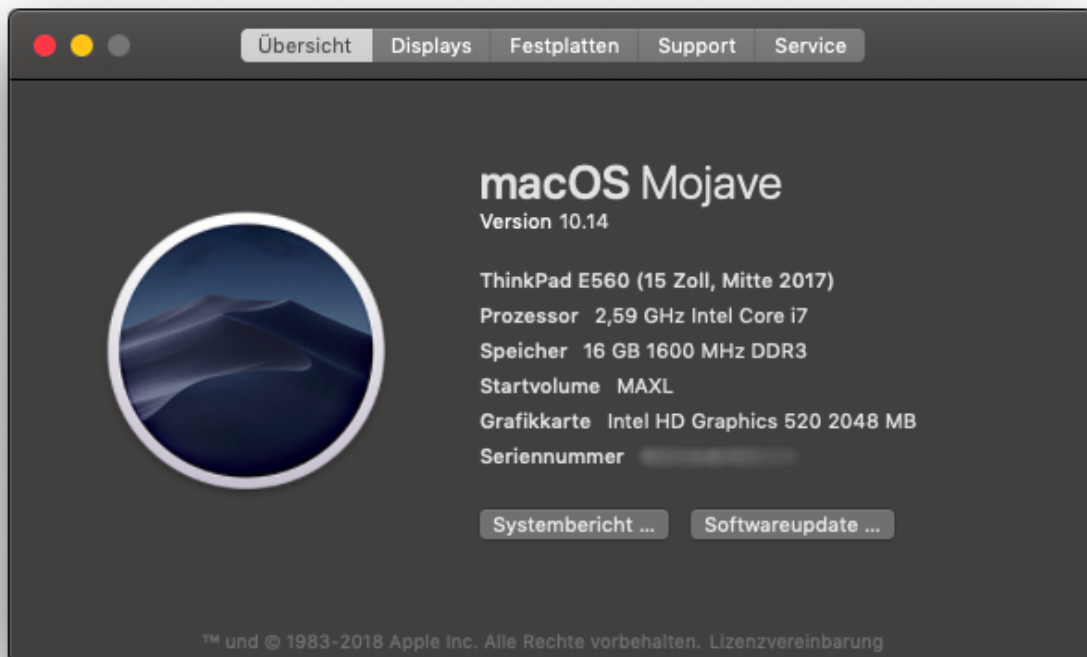 Übersicht Displays Festplatten Support Service
macOS Mojave
Version 10.14
ThinkPad E560 (15 Zoll, Mitte 2017)
Prozessor 2,59 GHz Intel Core i7
Speicher 16 GB 1600 MHz DDR3
Startvolume MAXL
Grafikkarte Intel HD Graphics 520 2048 MB
Seriennummer
Systembericht ... Softwareupdate ...
™ und © 1983-2018 Apple Inc. Alle Rechte vorbehalten. Lizenzvereinbarung